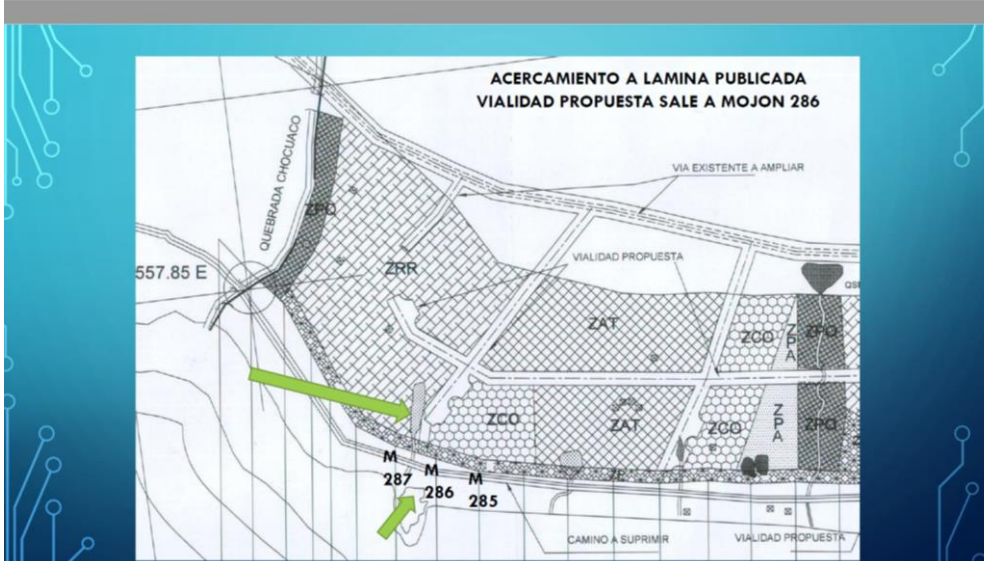 ACERCAMIENTO A LAMINA PUBLICADA
VIALIDAD PROPUESTA SALE A MOJON 286
QUEBRADA CHOCUACO
VIA EXISTENTE A AMPLIAR
ZPQ
557.85 E
ZRR
VIALIDAD PROPUESTA
ZAT
ZCO
ZPA
ZPQ
ZCO
ZAT
ZCO
ZPA
ZPQ
M
287
M
286
M
285
CAMINO A SUPRIMIR
VIALIDAD PROPUESTA